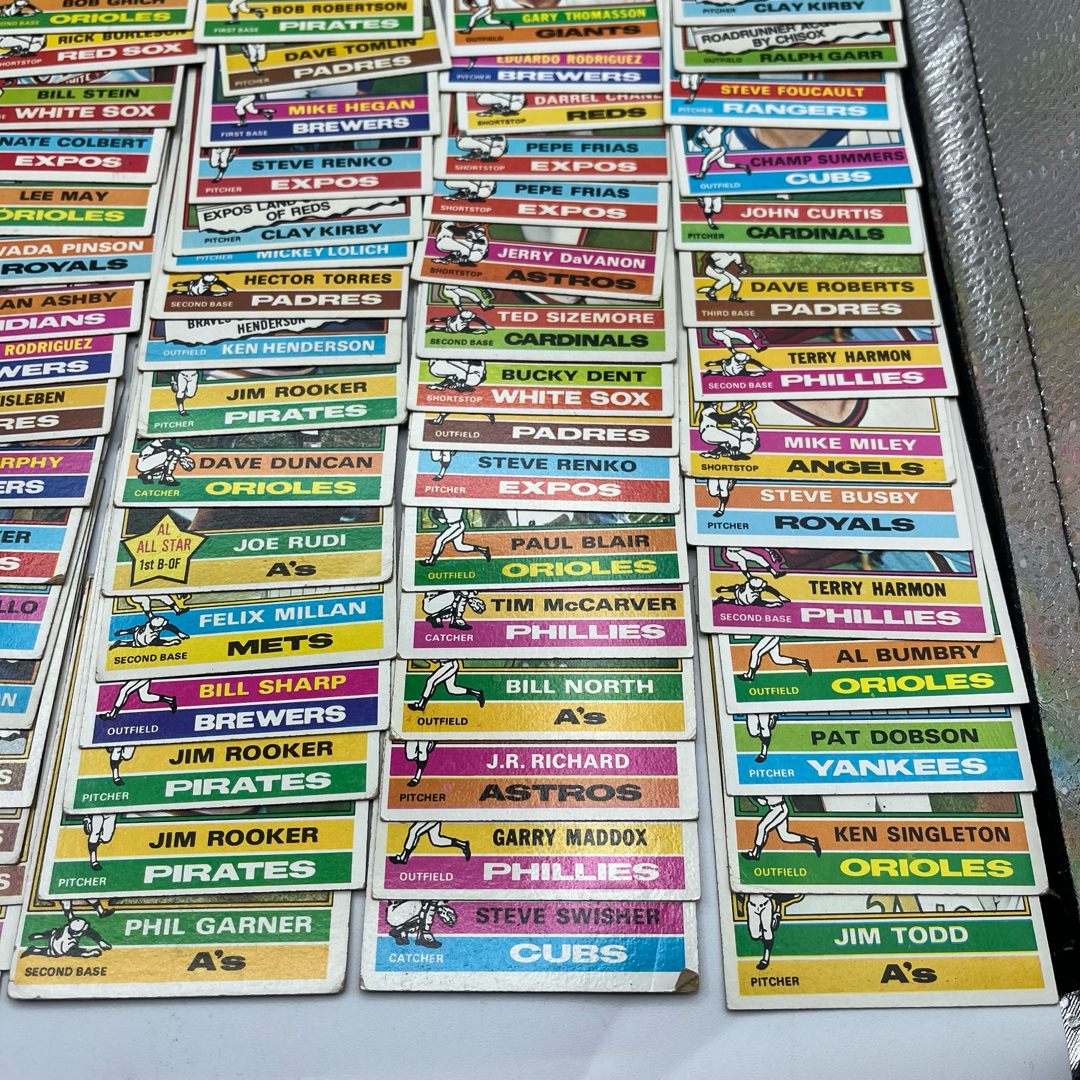 BOB GRICH
ORIOLES
RICK BURLESON
SHORTSTOP
RED SOX
BILL STEIN
WHITE SOX
NATE COLBERT
EXPOS
LEE MAY
ORIOLES
VADA PINSON
ROYALS
AN ASHBY
DIANS
RODRIGUEZ
WERS
ISLEBEN
RES
RPHY
ERS
ER
S
LLO
N
S
S
BOB ROBERTSON
FIRST BASE
PIRATES
DAVE TOMLIN
PITCHER
PADRES
MIKE HEGAN
FIRST BASE
BREWERS
STEVE RENKO
PITCHER
EXPOS
EXPOS LAND
OF REDS
PITCHER
CLAY KIRBY
PITCHER
MICKEY LOLICH
HECTOR TORRES
SECOND BASE
PADRES
BRAVES
HENDERSON
OUTFIELD
KEN HENDERSON
JIM ROOKER
PITCHER
PIRATES
DAVE DUNCAN
CATCHER
ORIOLES
AL
ALL STAR
1st B-OF
JOE RUDI
A's
FELIX MILLAN
SECOND BASE
METS
BILL SHARP
OUTFIELD
BREWERS
JIM ROOKER
PITCHER
PIRATES
JIM ROOKER
PITCHER
PIRATES
PHIL GARNER
SECOND BASE
A's
GARY THOMASSON
OUTFIELD
GIANTS
EDUARDO RODRIGUEZ
PITCHER
BREWERS
DARREL CHANEY
SHORTSTOP
REDS
PEPE FRIAS
SHORTSTOP
EXPOS
PEPE FRIAS
SHORTSTOP
EXPOS
JERRY DaVANON
SHORTSTOP
ASTROS
TED SIZEMORE
SECOND BASE
CARDINALS
BUCKY DENT
SHORTSTOP
WHITE SOX
OUTFIELD
PADRES
STEVE RENKO
PITCHER
EXPOS
PAUL BLAIR
OUTFIELD
ORIOLES
TIM McCARVER
CATCHER
PHILLIES
BILL NORTH
OUTFIELD
A's
J.R. RICHARD
PITCHER
ASTROS
GARRY MADDOX
OUTFIELD
PHILLIES
STEVE SWISHER
CATCHER
CUBS
PITCHER
CLAY KIRBY
ROADRUNNER
BY CHISOX
OUTFIELD
RALPH GARR
STEVE FOUCAULT
PITCHER
RANGERS
CHAMP SUMMERS
OUTFIELD
CUBS
JOHN CURTIS
PITCHER
CARDINALS
DAVE ROBERTS
THIRD BASE
PADRES
TERRY HARMON
SECOND BASE
PHILLIES
MIKE MILEY
SHORTSTOP
ANGELS
STEVE BUSBY
PITCHER
ROYALS
TERRY HARMON
SECOND BASE
PHILLIES
AL BUMBRY
OUTFIELD
ORIOLES
PAT DOBSON
PITCHER
YANKEES
KEN SINGLETON
OUTFIELD
ORIOLES
JIM TODD
PITCHER
A's